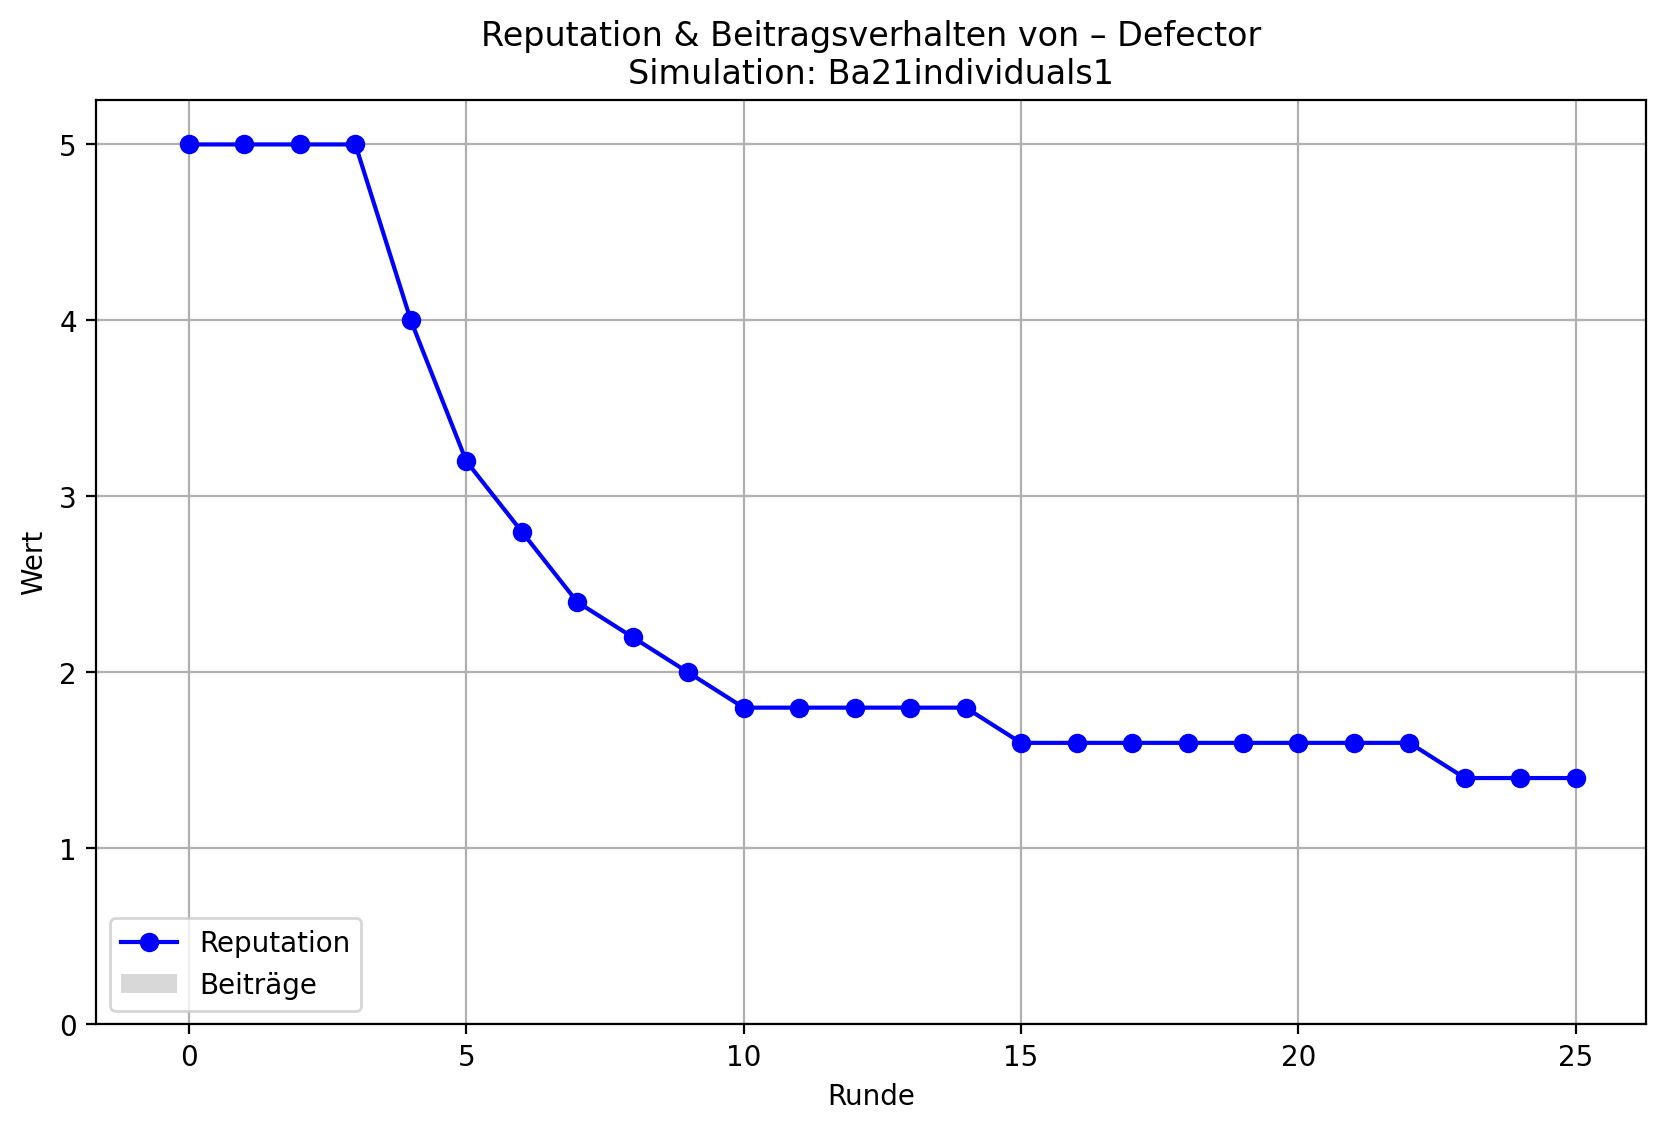 Reputation & Beitragsverhalten von – Defector
Simulation: Ba21individuals1
Wert
5
4
3
2
1
0
Reputation
Beiträge
0 5 10 15 20 25
Runde